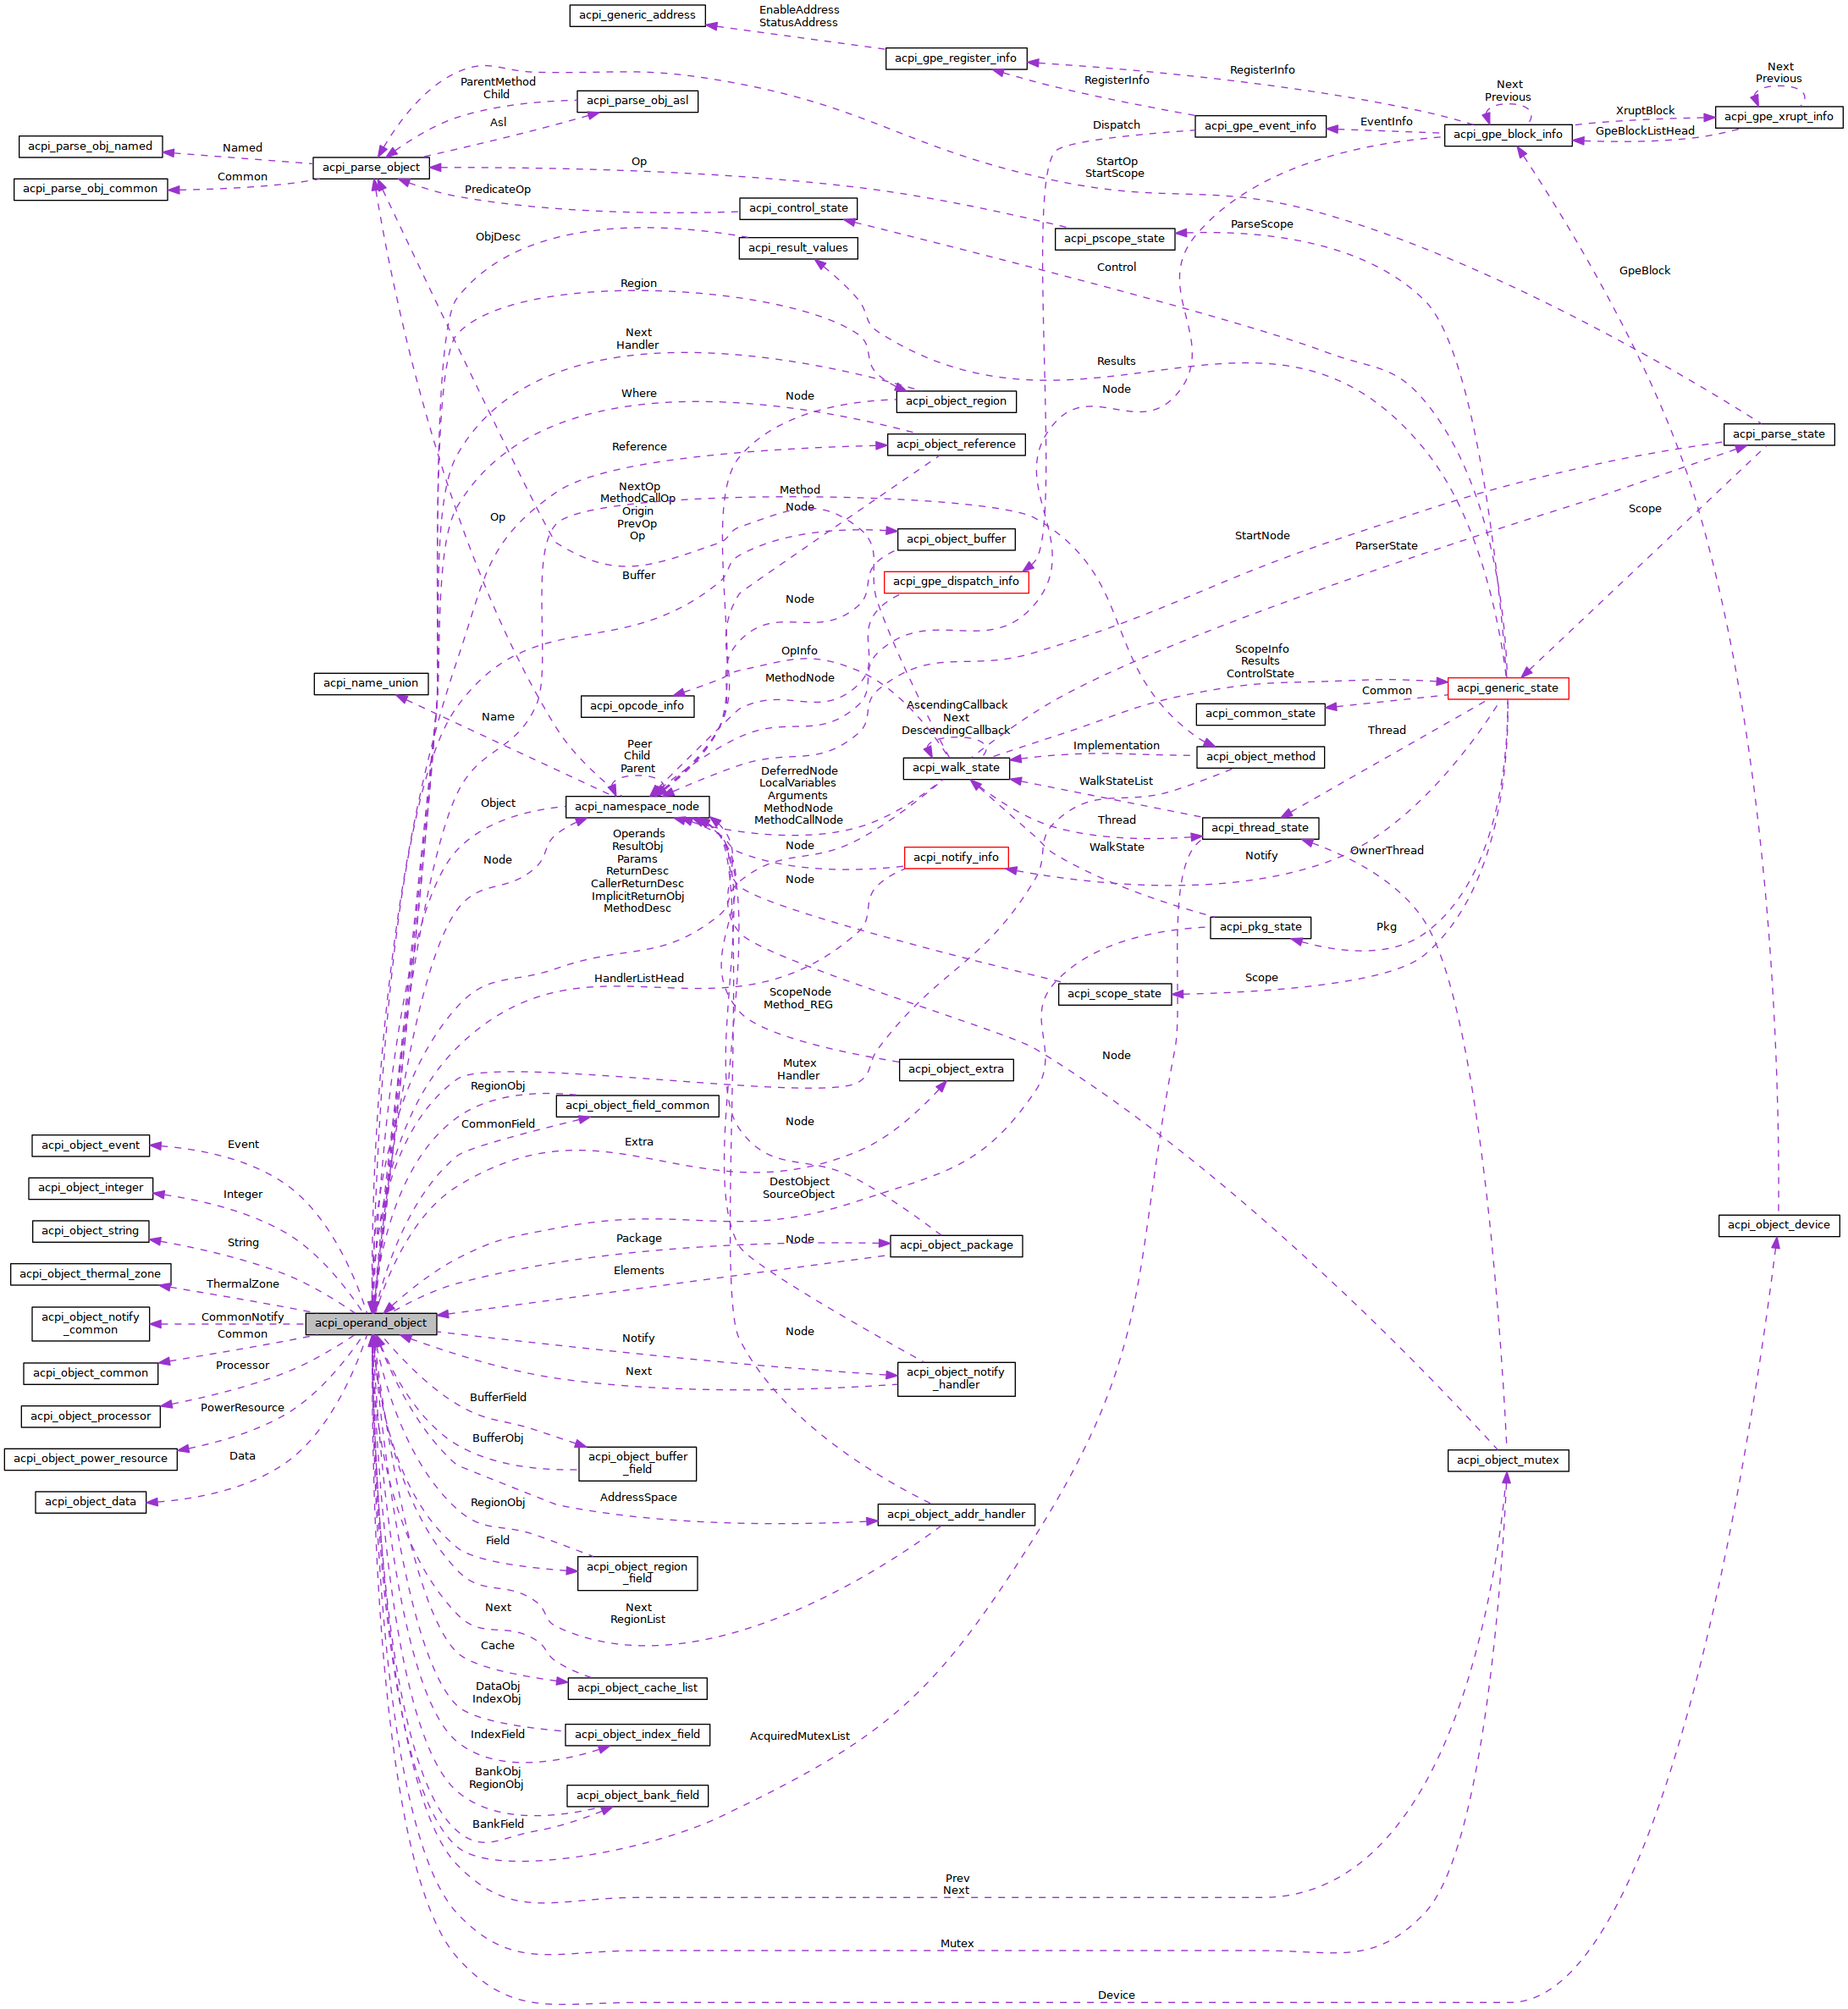 acpi_generic_address
EnableAddress
StatusAddress
acpi_gpe_register_info
RegisterInfo
RegisterInfo
Next
Previous
Next
Previous
ParentMethod
Child
acpi_parse_obj_asl
Asl
Dispatch
acpi_gpe_event_info
EventInfo
acpi_gpe_block_info
XruptBlock
GpeBlockListHead
acpi_gpe_xrupt_info
acpi_parse_obj_named
Named
acpi_parse_object
Op
StartOp
StartScope
acpi_parse_obj_common
Common
PredicateOp
acpi_control_state
acpi_pscope_state
ParseScope
ObjDesc
acpi_result_values
Control
GpeBlock
Region
Next
Handler
Results
Node
Where
Node
acpi_object_region
acpi_object_reference
acpi_parse_state
Reference
NextOp
MethodCallOp
Origin
PrevOp
Op
Method
Node
Op
Scope
StartNode
ParserState
acpi_object_buffer
Buffer
acpi_gpe_dispatch_info
Node
OpInfo
ScopeInfo
Results
ControlState
MethodNode
acpi_name_union
acpi_opcode_info
acpi_generic_state
Common
acpi_common_state
Name
AscendingCallback
Next
DescendingCallback
Thread
Peer
Child
Parent
Implementation
acpi_object_method
acpi_walk_state
DeferredNode
LocalVariables
Arguments
MethodNode
MethodCallNode
WalkStateList
Object
acpi_namespace_node
Thread
acpi_thread_state
Operands
ResultObj
Params
ReturnDesc
CallerReturnDesc
ImplicitReturnObj
MethodDesc
Node
Node
WalkState
Notify
OwnerThread
acpi_notify_info
Node
acpi_pkg_state
Pkg
HandlerListHead
Scope
ScopeNode
Method_REG
acpi_scope_state
Node
Mutex
Handler
acpi_object_extra
RegionObj
acpi_object_field_common
CommonField
Node
Extra
acpi_object_event
Event
acpi_object_integer
Integer
DestObject
SourceObject
acpi_object_string
String
Package
Node
acpi_object_package
acpi_object_device
acpi_object_thermal_zone
ThermalZone
Elements
acpi_object_notify
_common
CommonNotify
acpi_operand_object
Common
Notify
Node
acpi_object_common
Processor
Next
acpi_object_notify
_handler
acpi_object_processor
PowerResource
BufferField
acpi_object_power_resource
Data
BufferObj
acpi_object_buffer
_field
acpi_object_mutex
acpi_object_data
RegionObj
AddressSpace
acpi_object_addr_handler
Field
acpi_object_region
_field
Next
Next
RegionList
Cache
acpi_object_cache_list
DataObj
IndexObj
IndexField
acpi_object_index_field
AcquiredMutexList
BankObj
RegionObj
acpi_object_bank_field
BankField
Prev
Next
Mutex
Device